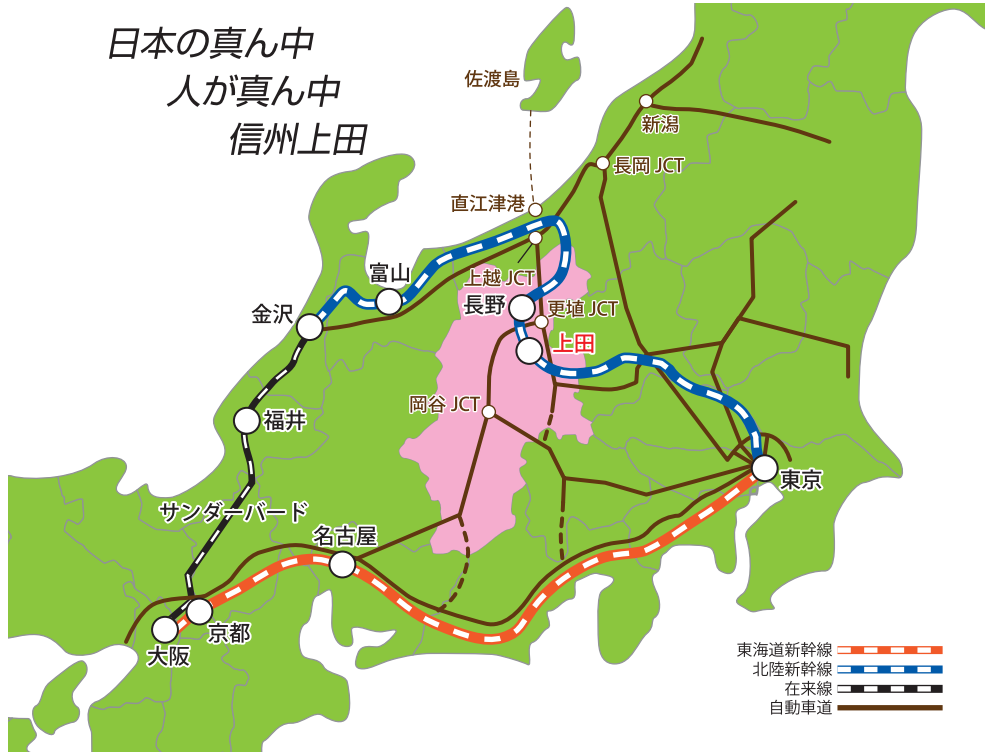 日本の真ん中
人が真ん中
信州上田
佐渡島
新潟
長岡 JCT
直江津港
上越 JCT
富山
金沢
長野
更埴 JCT
上田
岡谷 JCT
福井
東京
サンダーバード
名古屋
京都
大阪
東海道新幹線
北陸新幹線
在来線
自動車道